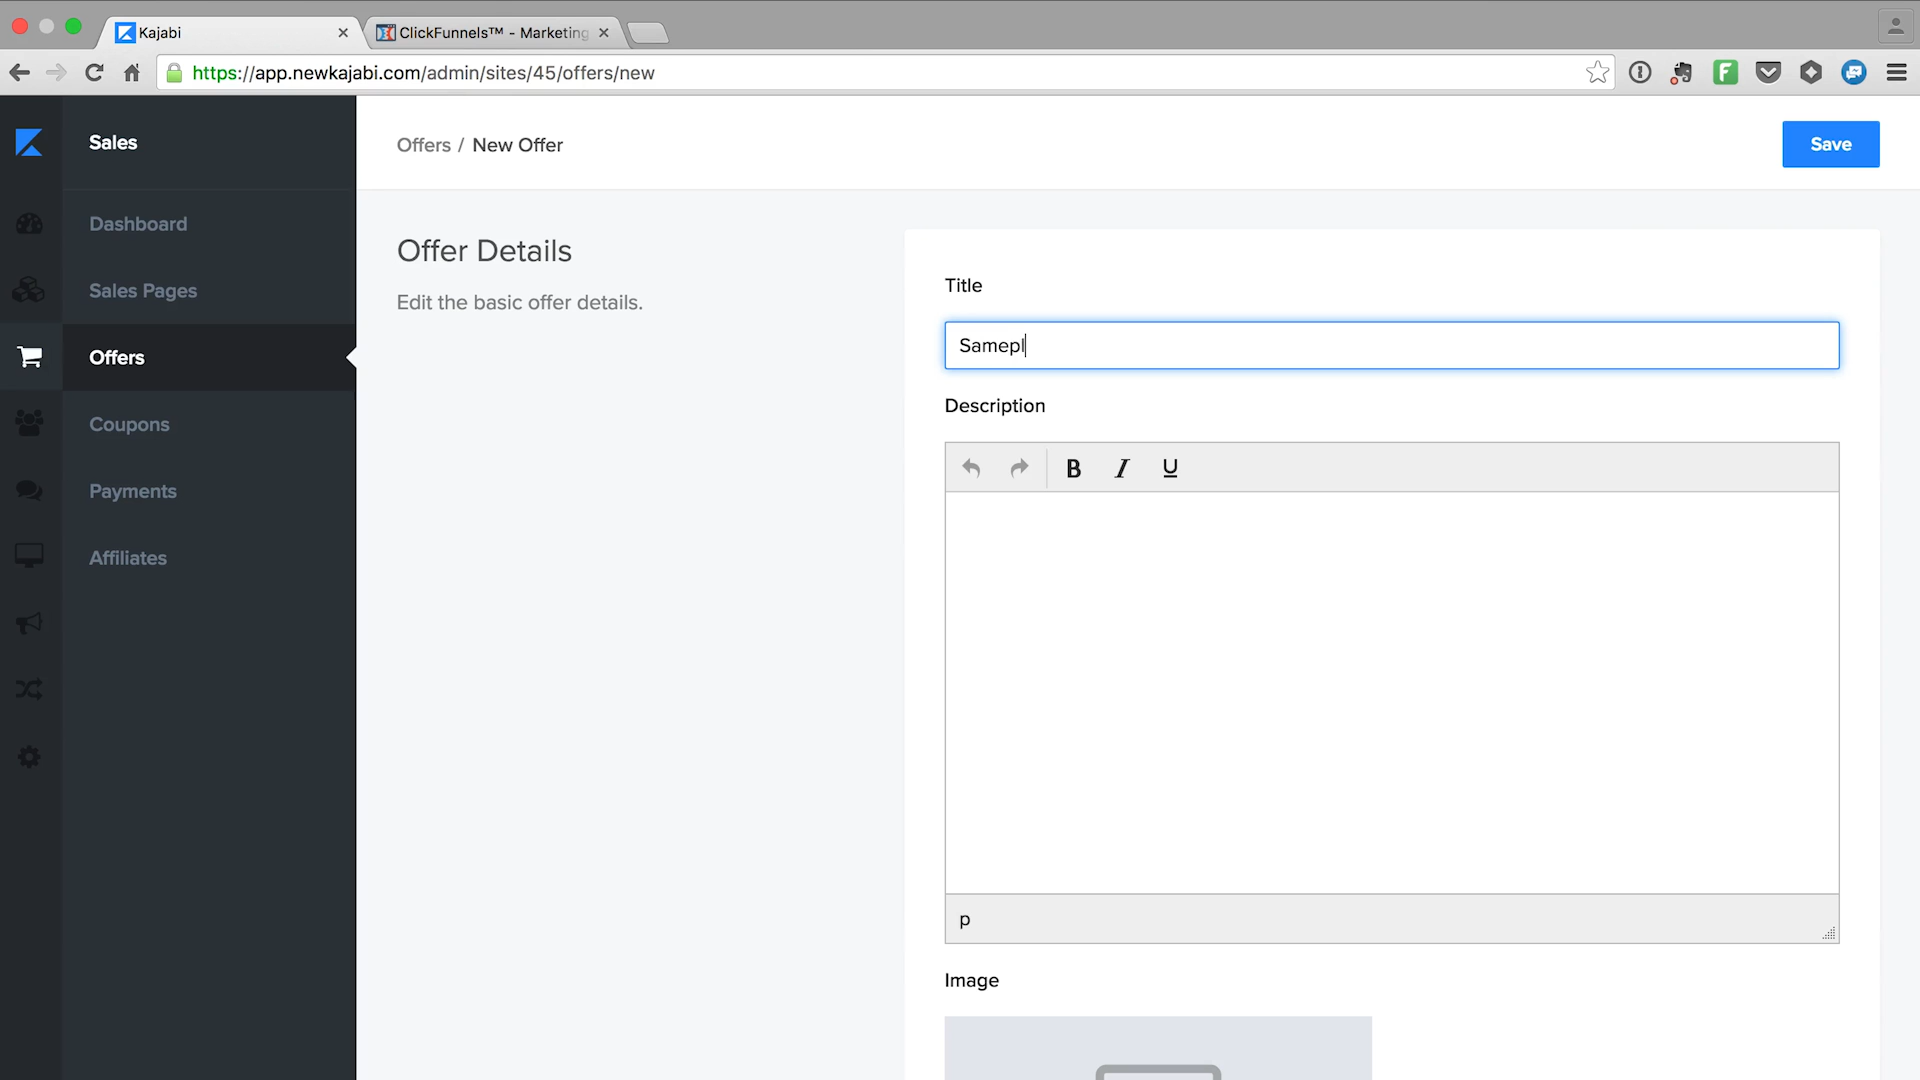 Kajabi
ClickFunnels™ - Marketing
https://app.newkajabi.com/admin/sites/45/offers/new
Sales
Offers / New Offer
Save
Dashboard
Sales Pages
Offers
Coupons
Payments
Affiliates
Offer Details
Edit the basic offer details.
Title
Samepl
Description
B I U
p
Image